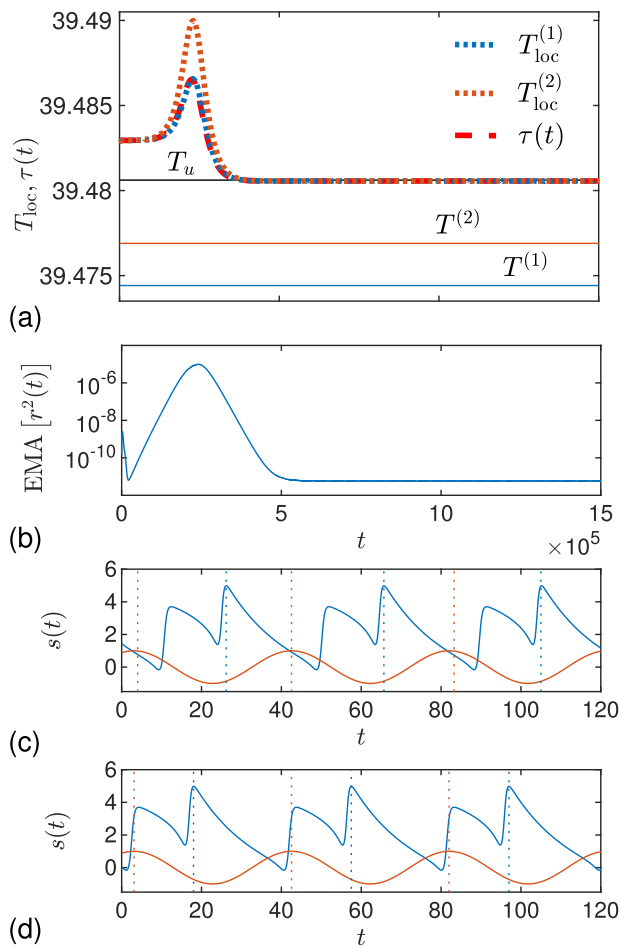 39.49
39.485
39.48
39.475
T_loc, τ(t)
T_loc^(1)
T_loc^(2)
τ(t)
T_u
T^(2)
T^(1)
(a)
10^-6
10^-8
10^-10
EMA [r²(t)]
0 5 10 15
t
×10^5
(b)
6
4
2
0
s(t)
0 20 40 60 80 100 120
t
(c)
6
4
2
0
s(t)
0 20 40 60 80 100 120
t
(d)